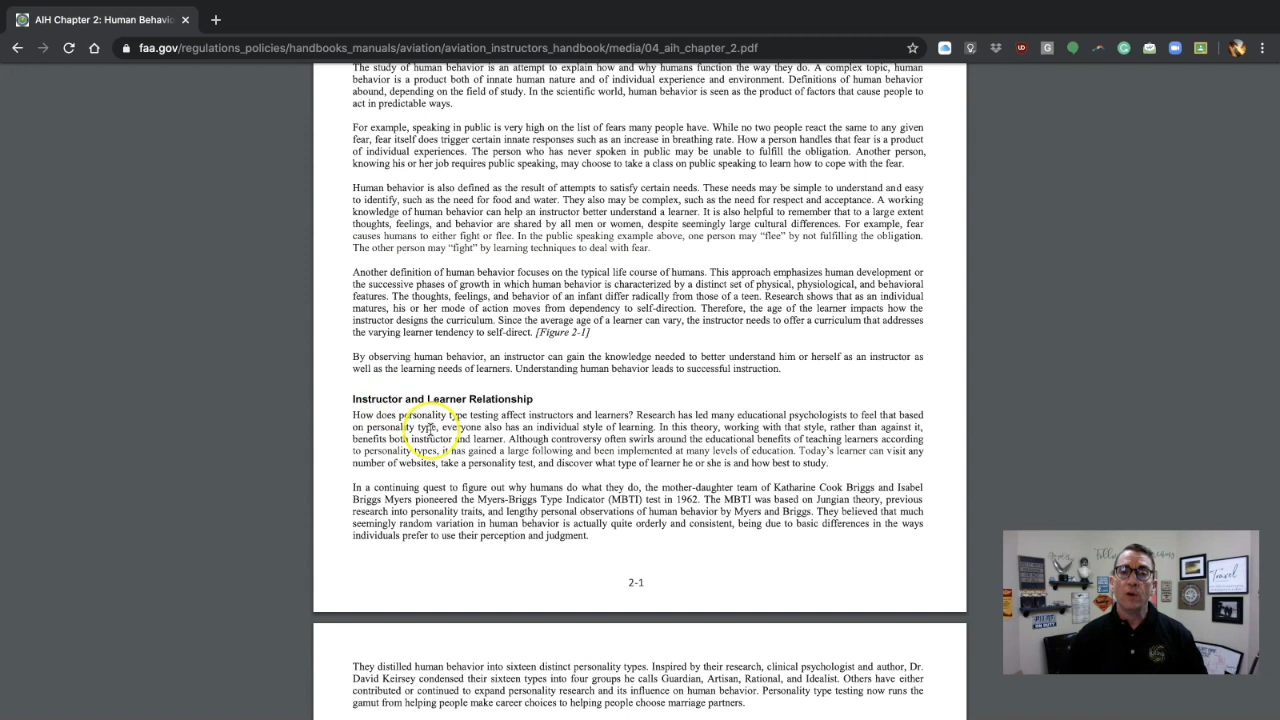 AIH Chapter 2: Human Behavio
faa.gov/regulations_policies/handbooks_manuals/aviation/aviation_instructors_handbook/media/04_aih_chapter_2.pdf
The study of human behavior is an attempt to explain how and why humans function the way they do. A complex topic, human
behavior is a product both of innate human nature and of individual experience and environment. Definitions of human behavior
abound, depending on the field of study. In the scientific world, human behavior is seen as the product of factors that cause people to
act in predictable ways.
For example, speaking in public is very high on the list of fears many people have. While no two people react the same to any given
fear, fear itself does trigger certain innate responses such as an increase in breathing rate. How a person handles that fear is a product
of individual experiences. The person who has never spoken in public may be unable to fulfill the obligation. Another person,
knowing his or her job requires public speaking, may choose to take a class on public speaking to learn how to cope with the fear.
Human behavior is also defined as the result of attempts to satisfy certain needs. These needs may be simple to understand and easy
to identify, such as the need for food and water. They also may be complex, such as the need for respect and acceptance. A working
knowledge of human behavior can help an instructor better understand a learner. It is also helpful to remember that to a large extent
thoughts, feelings, and behavior are shared by all men or women, despite seemingly large cultural differences. For example, fear
causes humans to either fight or flee. In the public speaking example above, one person may “flee” by not fulfilling the obligation.
The other person may “fight” by learning techniques to deal with fear.
Another definition of human behavior focuses on the typical life course of humans. This approach emphasizes human development or
the successive phases of growth in which human behavior is characterized by a distinct set of physical, physiological, and behavioral
features. The thoughts, feelings, and behavior of an infant differ radically from those of a teen. Research shows that as an individual
matures, his or her mode of action moves from dependency to self-direction. Therefore, the age of the learner impacts how the
instructor designs the curriculum. Since the average age of a learner can vary, the instructor needs to offer a curriculum that addresses
the varying learner tendency to self-direct. [Figure 2-1]
By observing human behavior, an instructor can gain the knowledge needed to better understand him or herself as an instructor as
well as the learning needs of learners. Understanding human behavior leads to successful instruction.
Instructor and Learner Relationship
How does personality type testing affect instructors and learners? Research has led many educational psychologists to feel that based
on personality type, everyone also has an individual style of learning. In this theory, working with that style, rather than against it,
benefits both instructor and learner. Although controversy often swirls around the educational benefits of teaching learners according
to personality types, it has gained a large following and been implemented at many levels of education. Today’s learner can visit any
number of websites, take a personality test, and discover what type of learner he or she is and how best to study.
In a continuing quest to figure out why humans do what they do, the mother-daughter team of Katharine Cook Briggs and Isabel
Briggs Myers pioneered the Myers-Briggs Type Indicator (MBTI) test in 1962. The MBTI was based on Jungian theory, previous
research into personality traits, and lengthy personal observations of human behavior by Myers and Briggs. They believed that much
seemingly random variation in human behavior is actually quite orderly and consistent, being due to basic differences in the ways
individuals prefer to use their perception and judgment.
2-1
Travel
They distilled human behavior into sixteen distinct personality types. Inspired by their research, clinical psychologist and author, Dr.
David Keirsey condensed their sixteen types into four groups he calls Guardian, Artisan, Rational, and Idealist. Others have either
contributed or continued to expand personality research and its influence on human behavior. Personality type testing now runs the
gamut from helping people make career choices to helping people choose marriage partners.